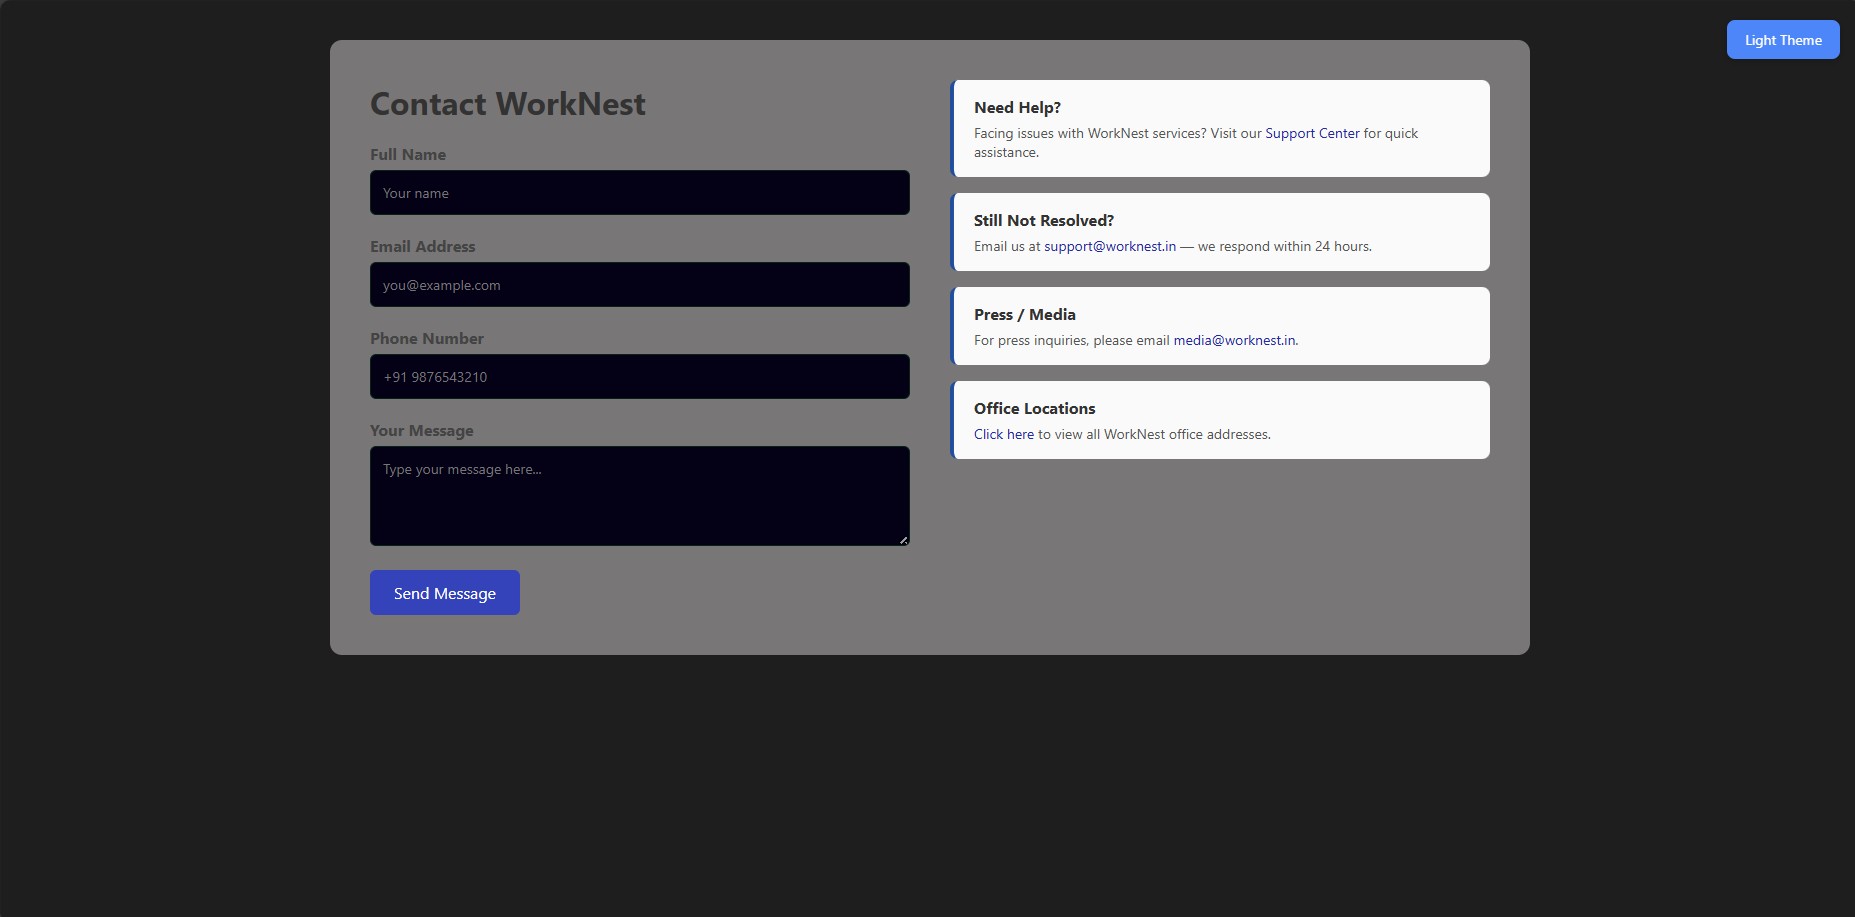 Light Theme
Contact WorkNest
Full Name
Your name
Email Address
you@example.com
Phone Number
+91 9876543210
Your Message
Type your message here...
Send Message
Need Help?
Facing issues with WorkNest services? Visit our Support Center for quick
assistance.
Still Not Resolved?
Email us at support@worknest.in — we respond within 24 hours.
Press / Media
For press inquiries, please email media@worknest.in.
Office Locations
Click here to view all WorkNest office addresses.